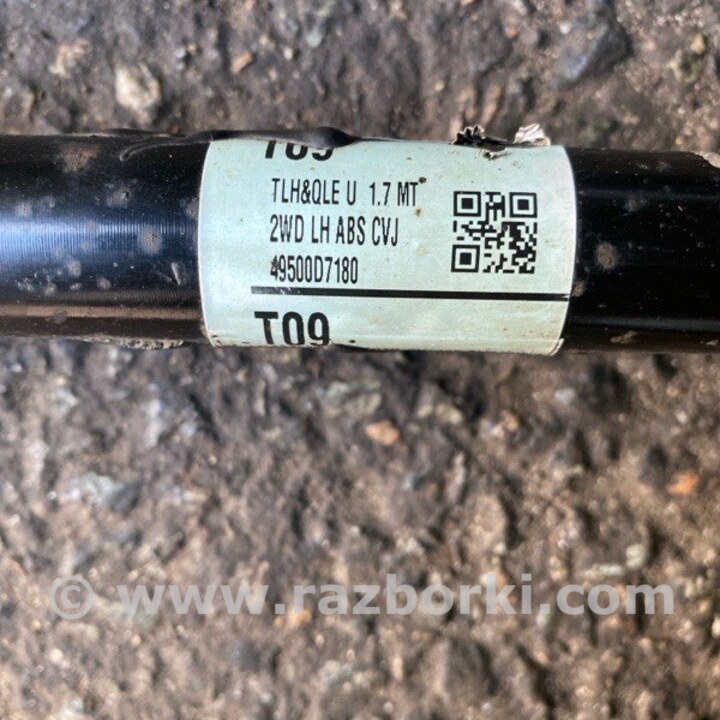 T09
TLH&QLE U 1.7 MT
2WD LH ABS CVJ
49500D7180
T09
© www.razborki.com